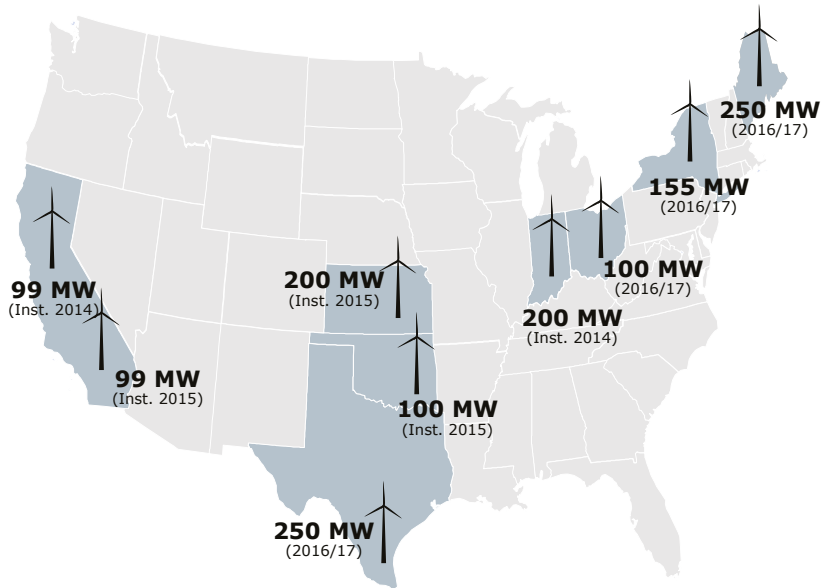 250 MW
(2016/17)
155 MW
(2016/17)
100 MW
(2016/17)
200 MW
(Inst. 2015)
99 MW
(Inst. 2014)
200 MW
(Inst. 2014)
99 MW
(Inst. 2015)
100 MW
(Inst. 2015)
250 MW
(2016/17)